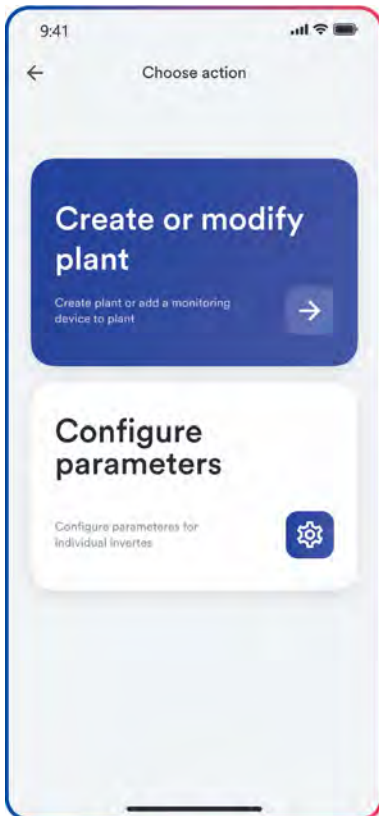 9:41
Choose action
Create or modify
plant
Create plant or add a monitoring
device to plant
Configure
parameters
Configure parameteres for
individual invertes